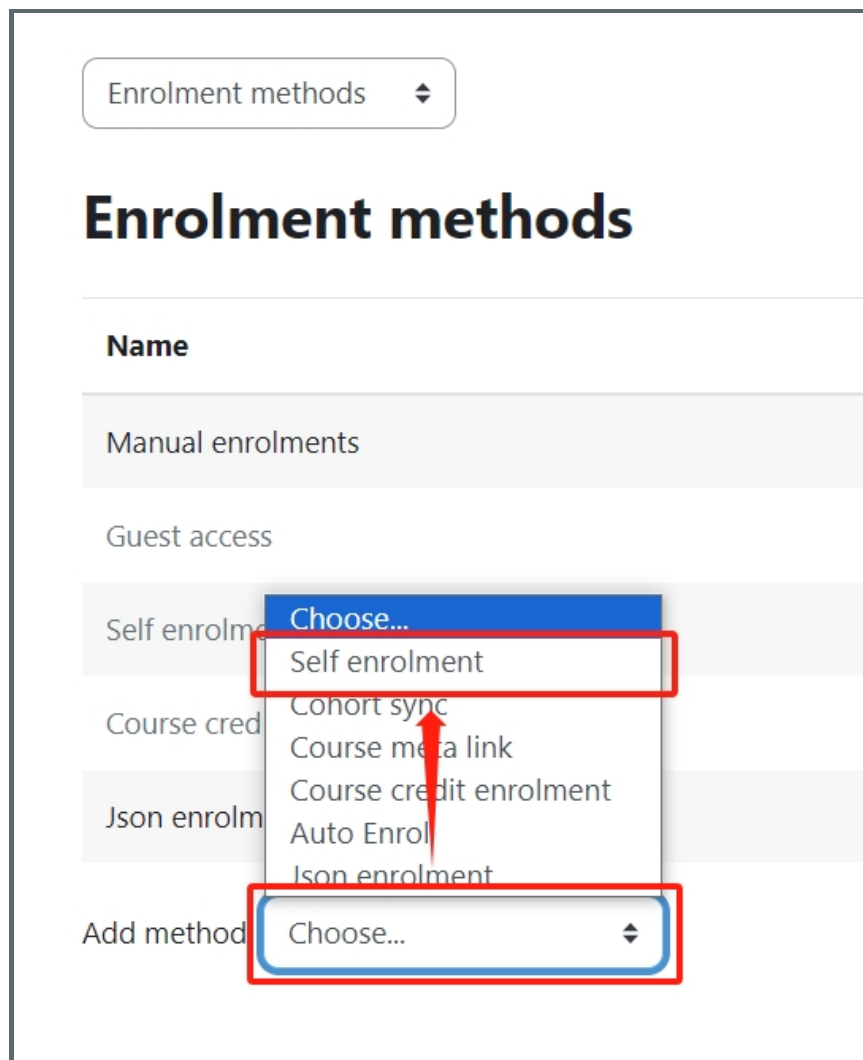 Enrolment methods
Enrolment methods
Name
Manual enrolments
Guest access
Self enrolm
Choose...
Self enrolment
Cohort sync
Course cred
Course meta link
Course credit enrolment
Json enrolm
Auto Enrol
Json enrolment
Add method
Choose...